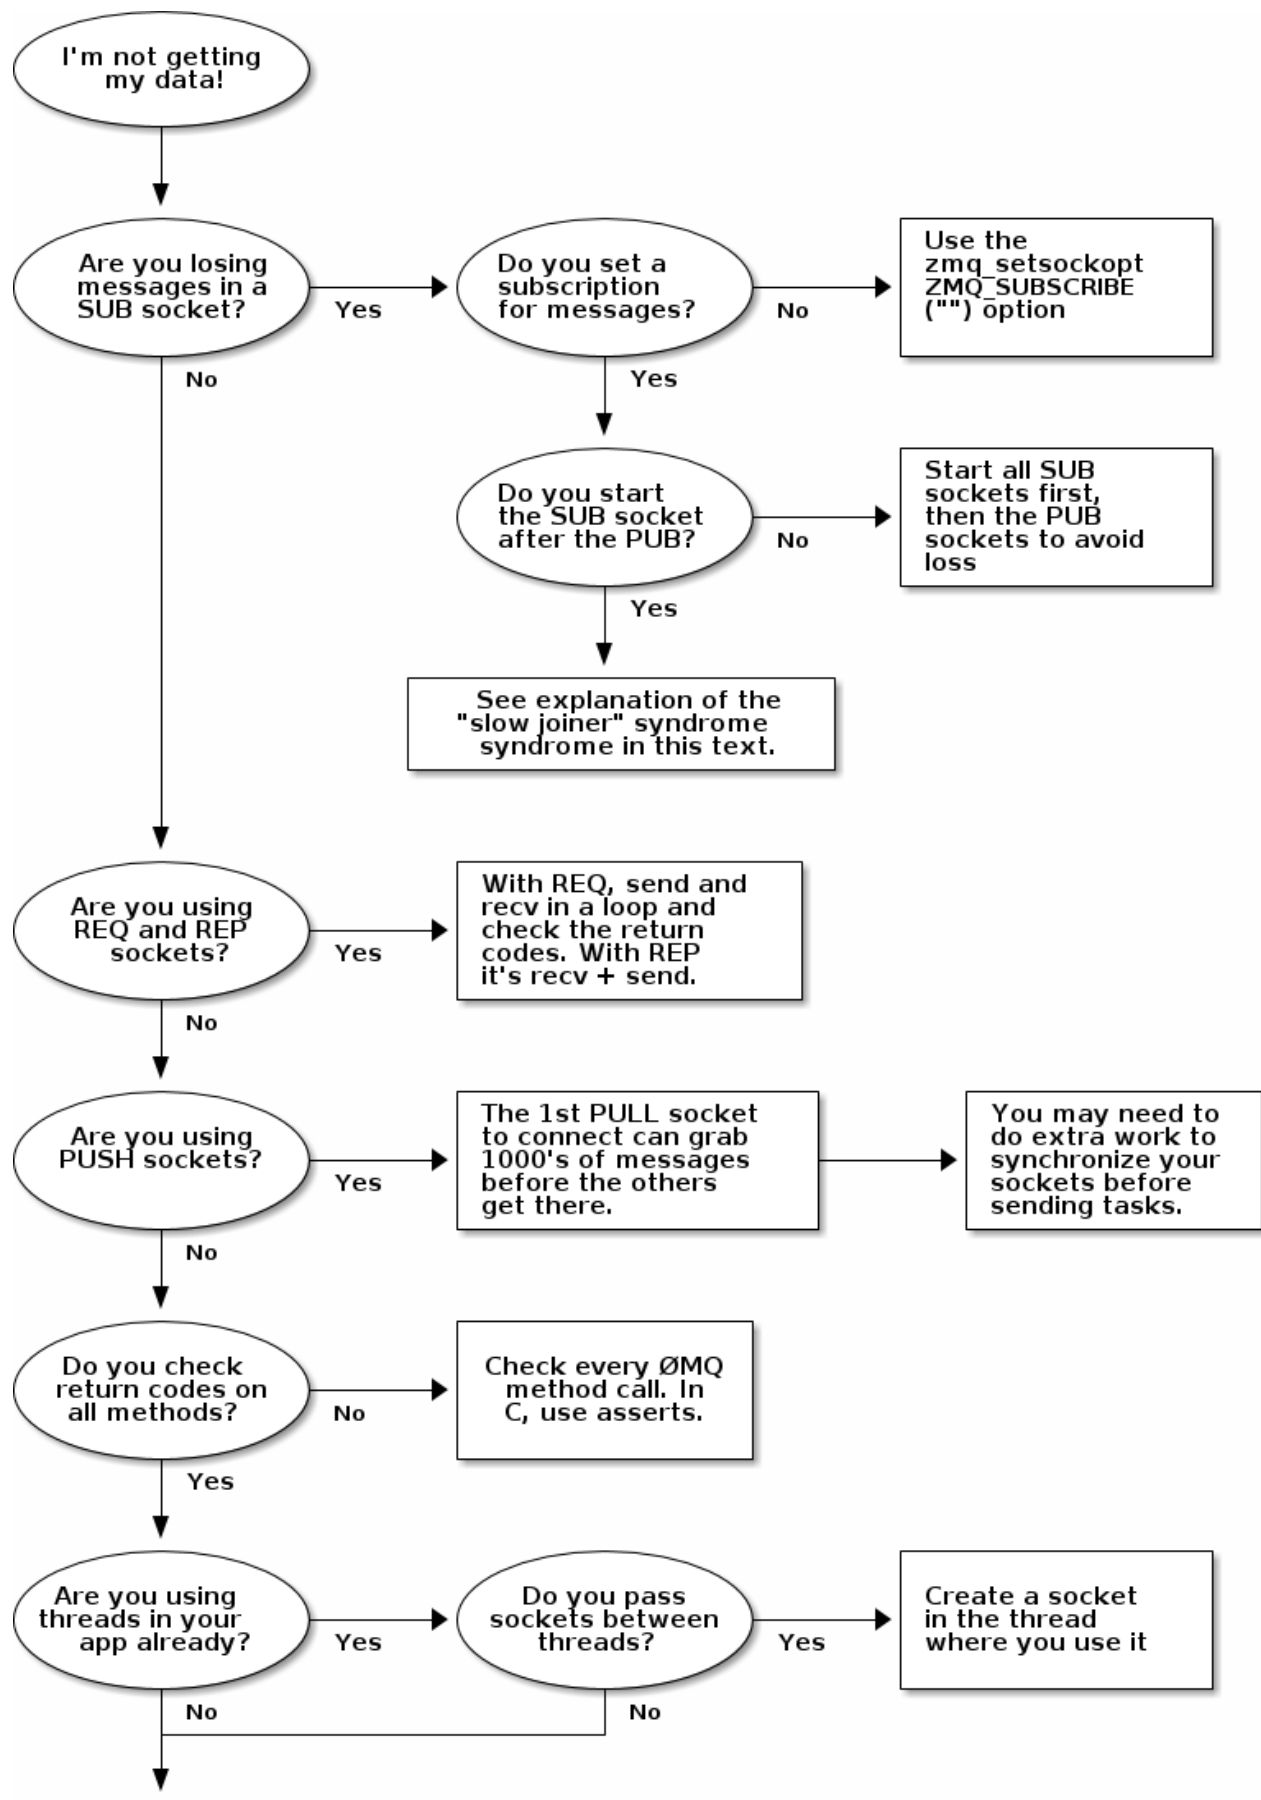 I'm not getting
my data!
Are you losing
messages in a
SUB socket?
Yes
Do you set a
subscription
for messages?
No
Use the
zmq_setsockopt
ZMQ_SUBSCRIBE
("") option
No
Yes
Do you start
the SUB socket
after the PUB?
No
Start all SUB
sockets first,
then the PUB
sockets to avoid
loss
Yes
See explanation of the
"slow joiner" syndrome
syndrome in this text.
Are you using
REQ and REP
sockets?
Yes
With REQ, send and
recv in a loop and
check the return
codes. With REP
it's recv + send.
No
Are you using
PUSH sockets?
Yes
The 1st PULL socket
to connect can grab
1000's of messages
before the others
get there.
You may need to
do extra work to
synchronize your
sockets before
sending tasks.
No
Do you check
return codes on
all methods?
No
Check every ØMQ
method call. In
C, use asserts.
Yes
Are you using
threads in your
app already?
Yes
Do you pass
sockets between
threads?
Yes
Create a socket
in the thread
where you use it
No
No